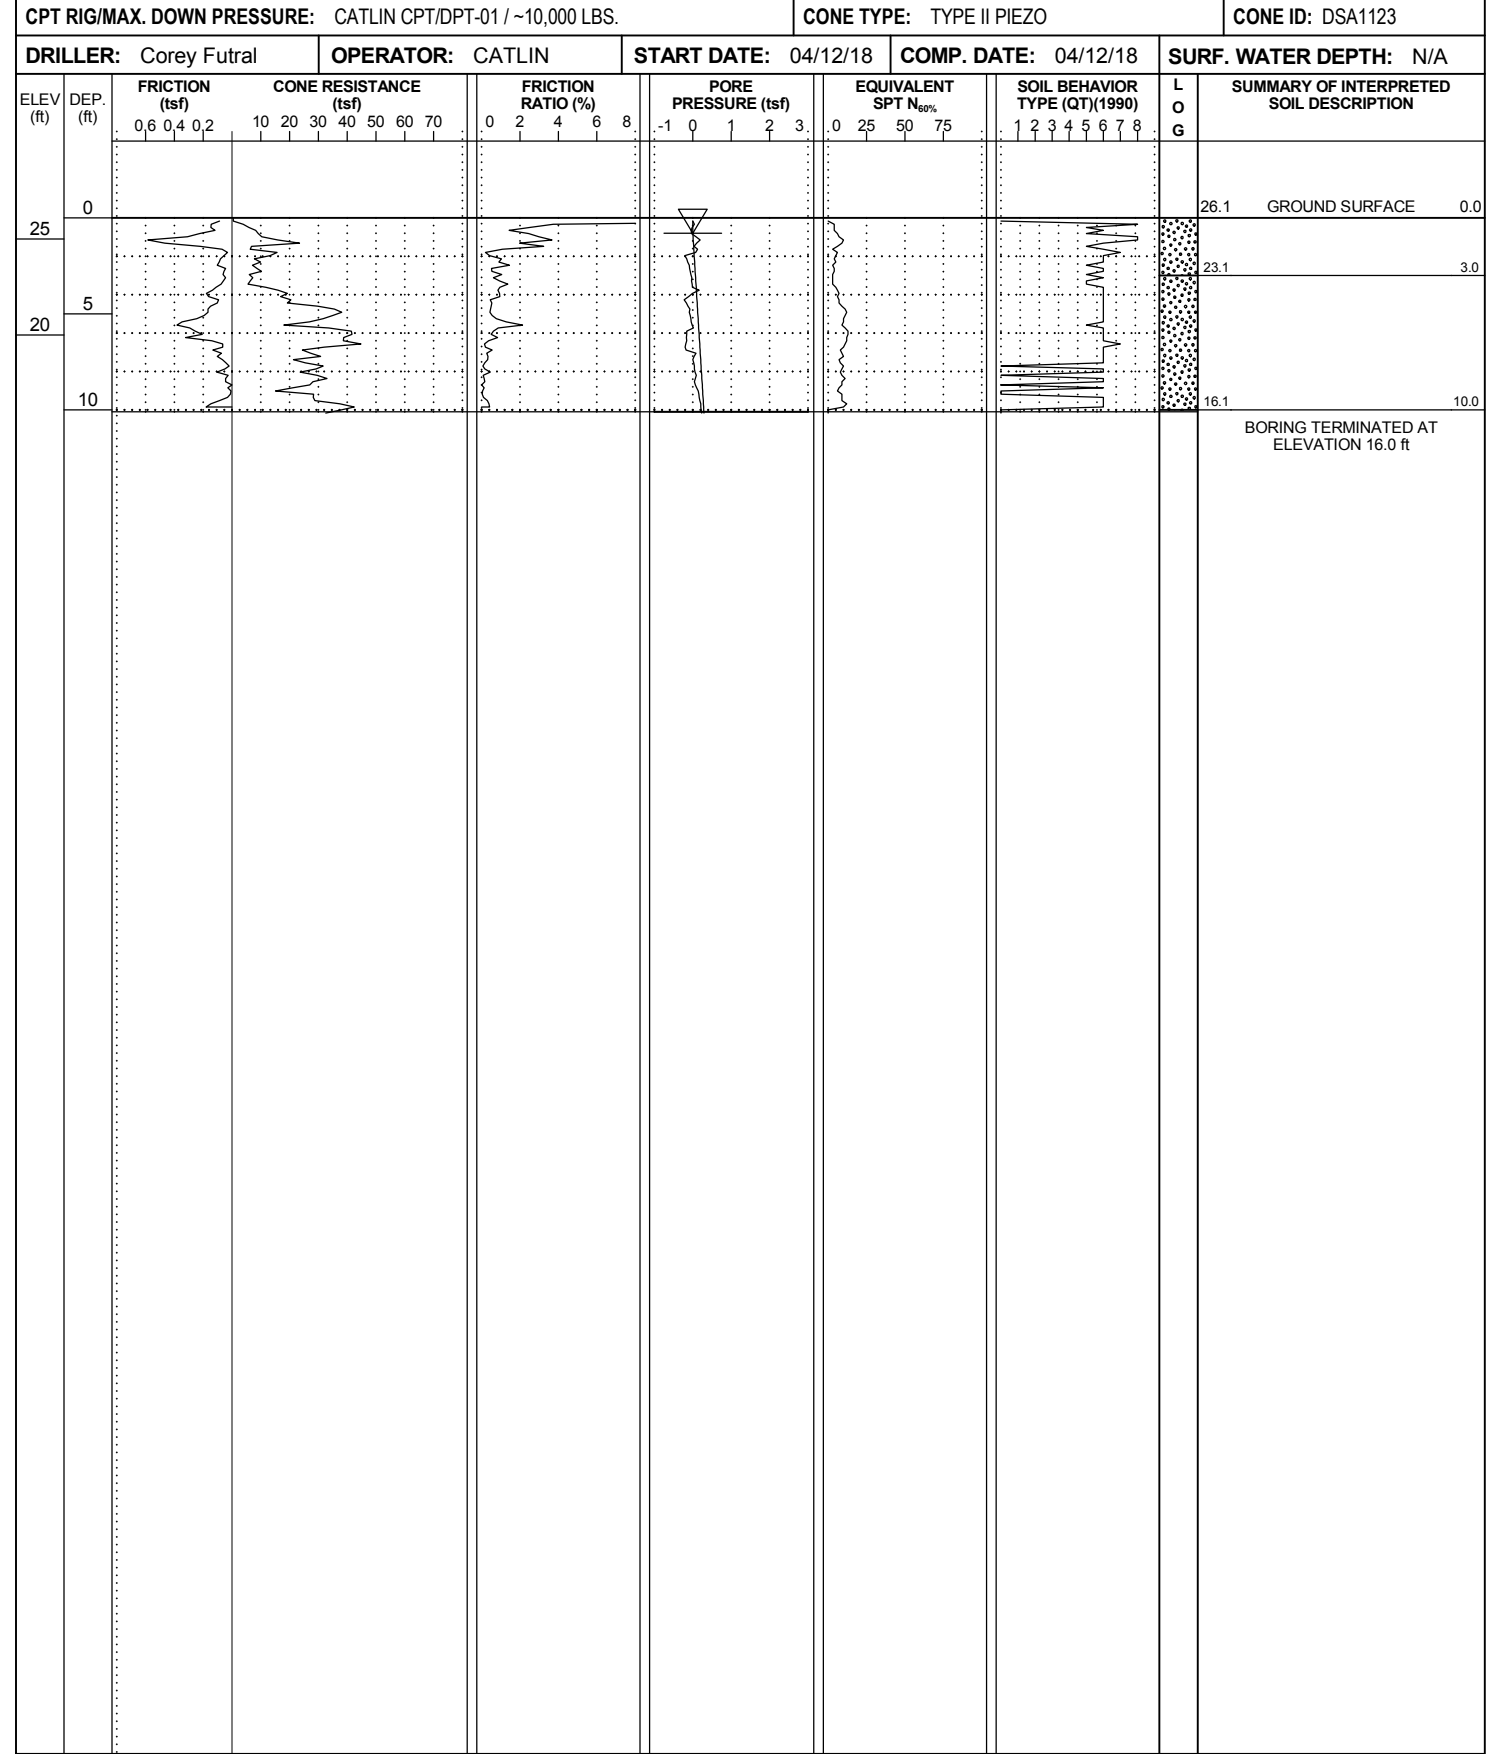 CPT RIG/MAX. DOWN PRESSURE: CATLIN CPT/DPT-01 / ~10,000 LBS. CONE TYPE: TYPE II PIEZO CONE ID: DSA1123
DRILLER: Corey Futral OPERATOR: CATLIN START DATE: 04/12/18 COMP. DATE: 04/12/18 SURF. WATER DEPTH: N/A
ELEV
(ft)
DEP.
(ft)
FRICTION
(tsf)
0.6 0.4 0.2
CONE RESISTANCE
(tsf)
10 20 30 40 50 60 70
FRICTION
RATIO (%)
0 2 4 6 8
PORE
PRESSURE (tsf)
-1 0 1 2 3
EQUIVALENT
SPT N60%
0 25 50 75
SOIL BEHAVIOR
TYPE (QT)(1990)
1 2 3 4 5 6 7 8
L
O
G
SUMMARY OF INTERPRETED
SOIL DESCRIPTION
0
26.1 GROUND SURFACE 0.0
25
23.1 3.0
5
20
10
16.1 10.0
BORING TERMINATED AT
ELEVATION 16.0 ft